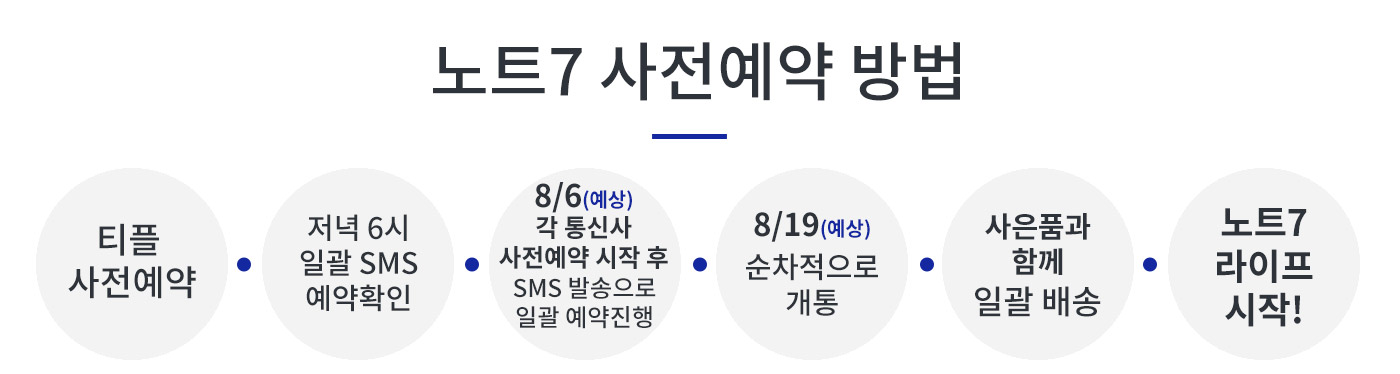 노트7 사전예약 방법
티플
사전예약
저녁 6시
일괄 SMS
예약확인
8/6(예상)
각 통신사
사전예약 시작 후
SMS 발송으로
일괄 예약진행
8/19(예상)
순차적으로
개통
사은품과
함께
일괄 배송
노트7
라이프
시작!